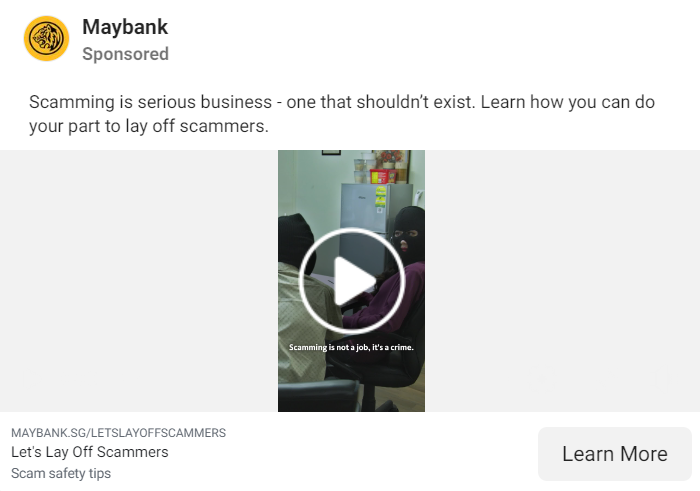 Maybank
Sponsored
Scamming is serious business - one that shouldn’t exist. Learn how you can do
your part to lay off scammers.
Scamming is not a job, it's a crime.
MAYBANK.SG/LETSLAYOFFSCAMMERS
Let's Lay Off Scammers
Scam safety tips
Learn More